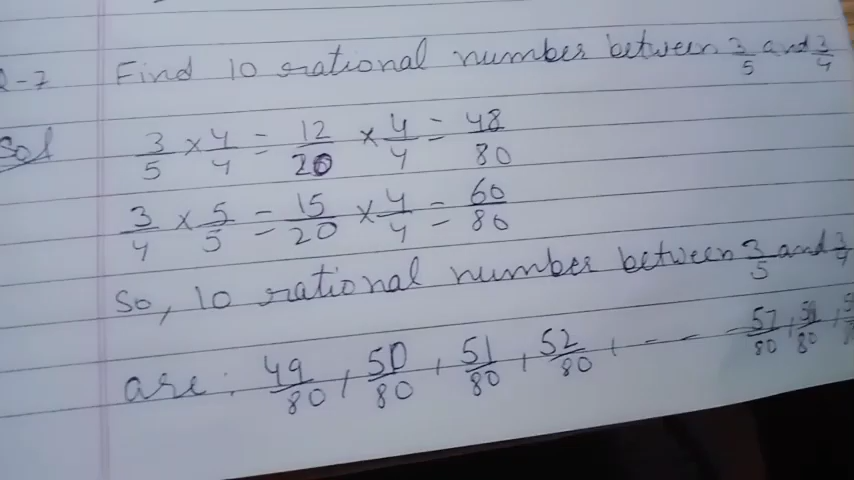 Q-7 Find 10 rational number between 3/5 and 3/4
Sol 3/5 × 4/4 = 12/20 × 4/4 = 48/80
3/4 × 5/5 = 15/20 × 4/4 = 60/80
So, 10 rational number between 3/5 and 3/4
are: 49/80, 50/80, 51/80, 52/80, - - - 57/80, 58/80,